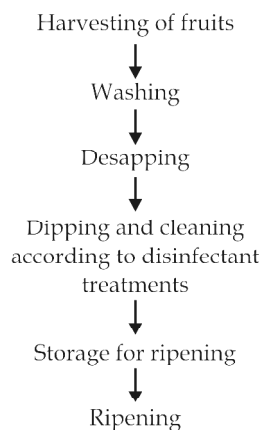 Harvesting of fruits
Washing
Desapping
Dipping and cleaning
according to disinfectant
treatments
Storage for ripening
Ripening